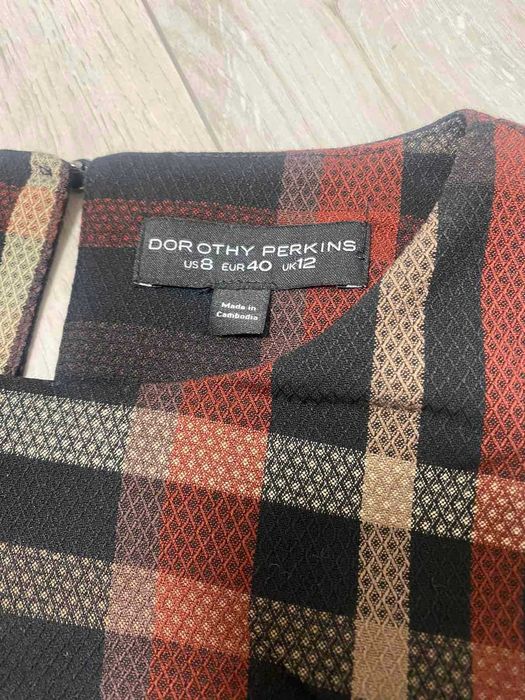 DOROTHY PERKINS
US8 EUR40 UK12
Made in
Cambodia